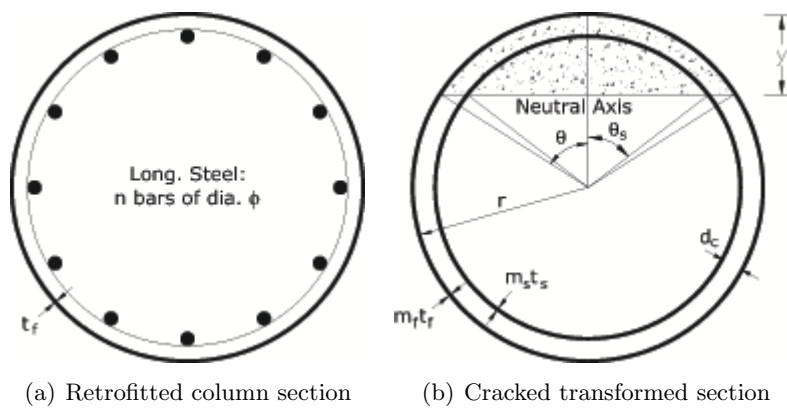 Long. Steel:
n bars of dia. ϕ
t_f
Neutral Axis
y
θ
θ_s
r
d_c
m_s t_s
m_f t_f
(a) Retrofitted column section
(b) Cracked transformed section